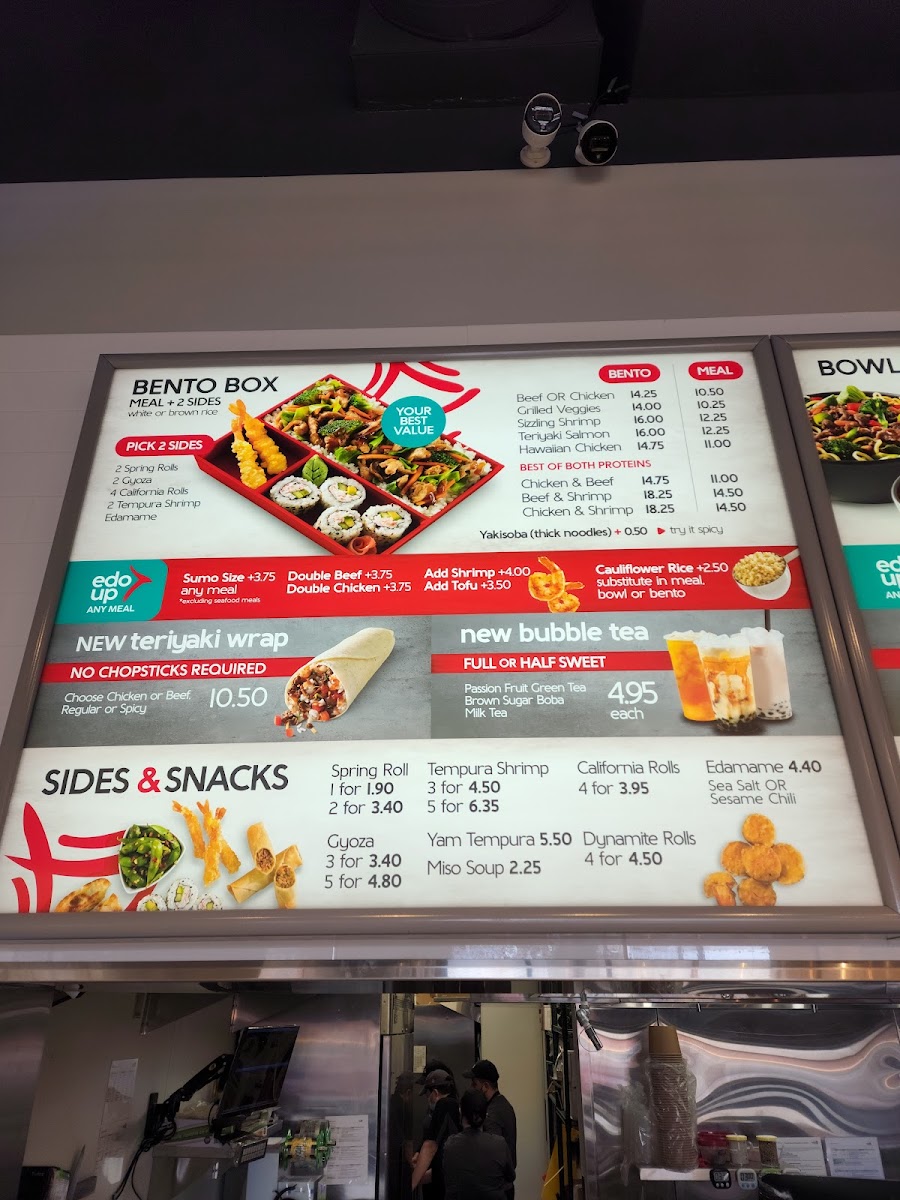 BENTO BOX
MEAL + 2 SIDES
white or brown rice
PICK 2 SIDES
2 Spring Rolls
2 Gyoza
4 California Rolls
2 Tempura Shrimp
Edamame
YOUR
BEST
VALUE
BENTO MEAL
Beef OR Chicken 14.25 10.50
Grilled Veggies 14.00 10.25
Sizzling Shrimp 16.00 12.25
Teriyaki Salmon 16.00 12.25
Hawaiian Chicken 14.75 11.00
BEST OF BOTH PROTEINS
Chicken & Beef 14.75 11.00
Beef & Shrimp 18.25 14.50
Chicken & Shrimp 18.25 14.50
Yakisoba (thick noodles) + 0.50 try it spicy
edo
up
ANY MEAL
Sumo Size +3.75
any meal
*excluding seafood meals
Double Beef +3.75
Double Chicken +3.75
Add Shrimp +4.00
Add Tofu +3.50
Cauliflower Rice +2.50
substitute in meal,
bowl or bento
NEW teriyaki wrap
NO CHOPSTICKS REQUIRED
Choose Chicken or Beef,
Regular or Spicy
10.50
new bubble tea
FULL OR HALF SWEET
Passion Fruit Green Tea
Brown Sugar Boba
Milk Tea
4.95
each
SIDES & SNACKS
Spring Roll
1 for 1.90
2 for 3.40
Tempura Shrimp
3 for 4.50
5 for 6.35
California Rolls
4 for 3.95
Edamame 4.40
Sea Salt OR
Sesame Chili
Gyoza
3 for 3.40
5 for 4.80
Yam Tempura 5.50
Miso Soup 2.25
Dynamite Rolls
4 for 4.50
BOWL
ed
up
AN